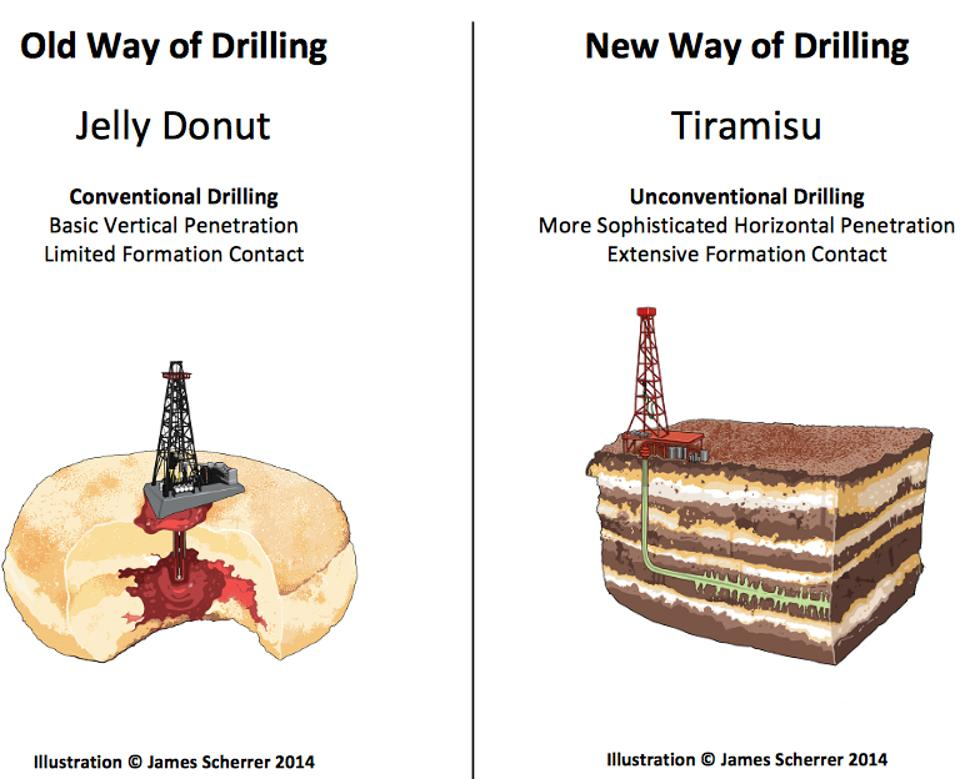 Old Way of Drilling
Jelly Donut
Conventional Drilling
Basic Vertical Penetration
Limited Formation Contact
Illustration © James Scherrer 2014
New Way of Drilling
Tiramisu
Unconventional Drilling
More Sophisticated Horizontal Penetration
Extensive Formation Contact
Illustration © James Scherrer 2014